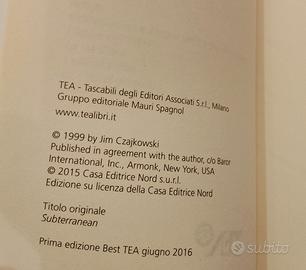 TEA - Tascabili degli Editori Associati S.r.l., Milano
Gruppo editoriale Mauri Spagnol
www.tealibri.it
© 1999 by Jim Czajkowski
Published in agreement with the author, c/o Baror
International, Inc., Armonk, New York, USA
© 2015 Casa Editrice Nord s.u.r.l.
Edizione su licenza della Casa Editrice Nord
Titolo originale
Subterranean
Prima edizione Best TEA giugno 2016
subito